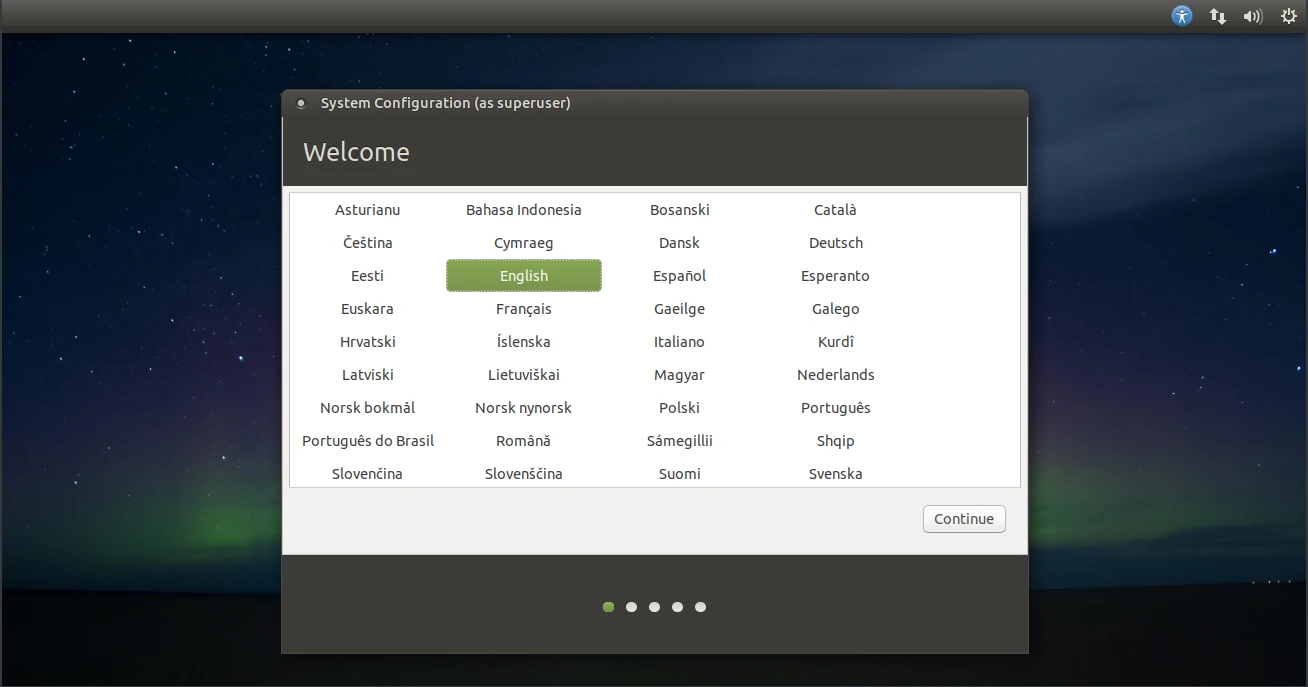 System Configuration (as superuser)
Welcome
Asturianu Bahasa Indonesia Bosanski Català
Čeština Cymraeg Dansk Deutsch
Eesti English Español Esperanto
Euskara Français Gaeilge Galego
Hrvatski Íslenska Italiano Kurdî
Latviski Lietuviškai Magyar Nederlands
Norsk bokmål Norsk nynorsk Polski Português
Português do Brasil Română Sámegillii Shqip
Slovenčina Slovenščina Suomi Svenska
Continue